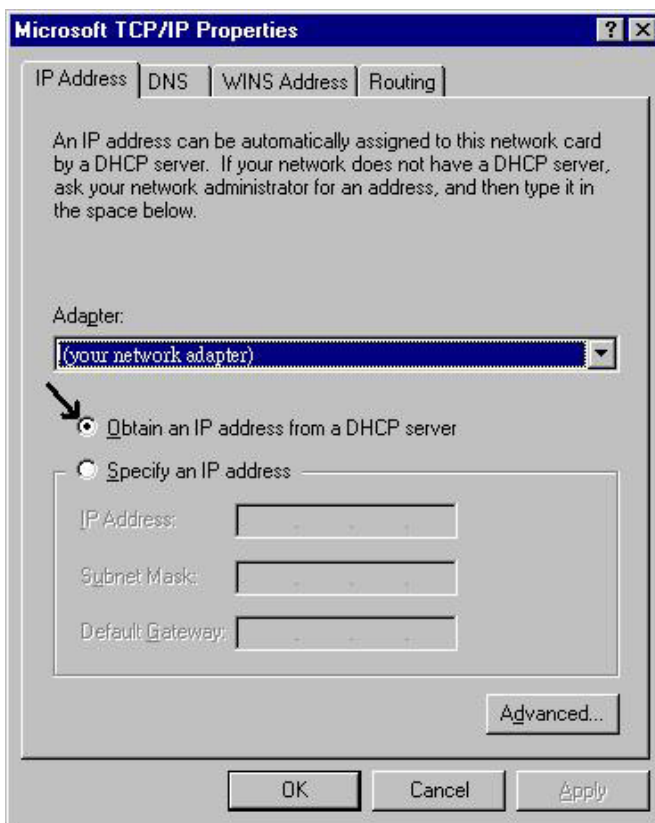 Microsoft TCP/IP Properties
IP Address DNS WINS Address Routing
An IP address can be automatically assigned to this network card
by a DHCP server. If your network does not have a DHCP server,
ask your network administrator for an address, and then type it in
the space below.
Adapter:
(your network adapter)
Obtain an IP address from a DHCP server
Specify an IP address
IP Address:
Subnet Mask:
Default Gateway:
Advanced...
OK Cancel Apply